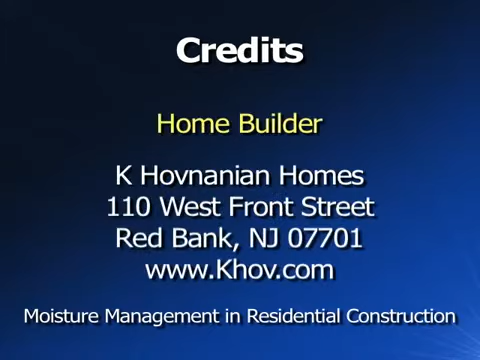 Credits
Home Builder
K Hovnanian Homes
110 West Front Street
Red Bank, NJ 07701
www.Khov.com
Moisture Management in Residential Construction